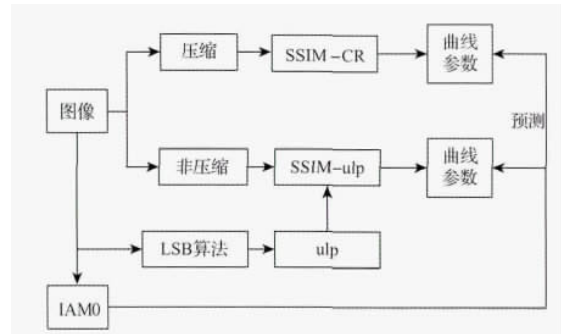 压缩
SSIM-CR
曲线
参数
图像
预测
非压缩
SSIM-ulp
曲线
参数
LSB算法
ulp
IAM0